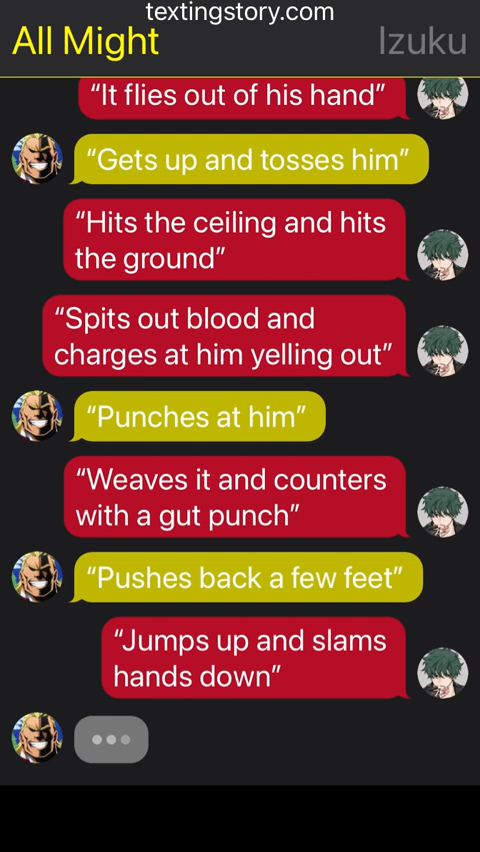 textingstory.com
All Might
Izuku
“It flies out of his hand”
“Gets up and tosses him”
“Hits the ceiling and hits
the ground”
“Spits out blood and
charges at him yelling out”
“Punches at him”
“Weaves it and counters
with a gut punch”
“Pushes back a few feet”
“Jumps up and slams
hands down”